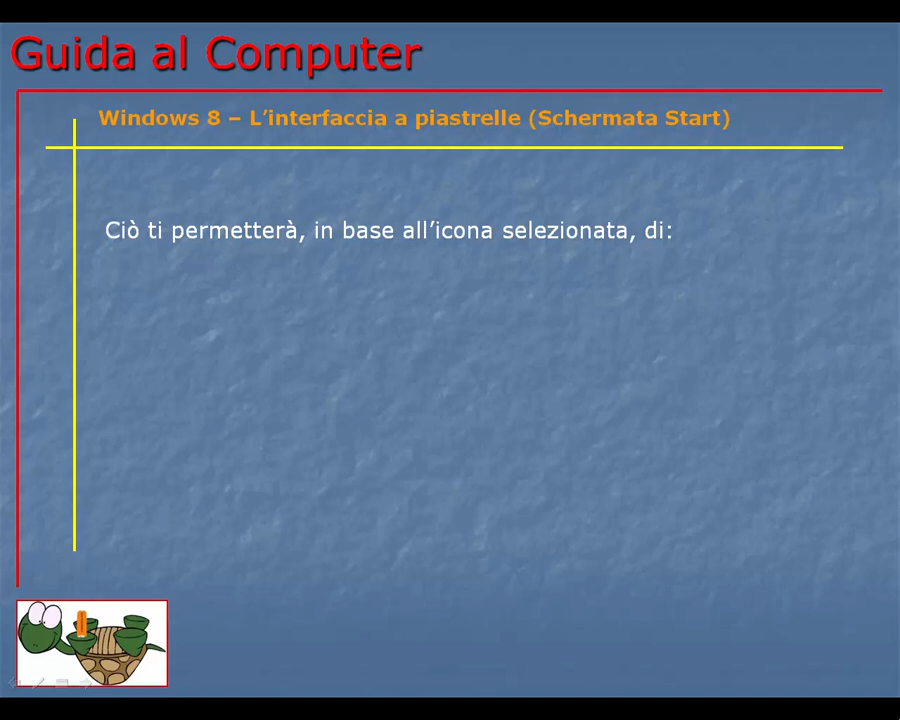 Guida al Computer
Windows 8 – L’interfaccia a piastrelle (Schermata Start)
Ciò ti permetterà, in base all’icona selezionata, di: